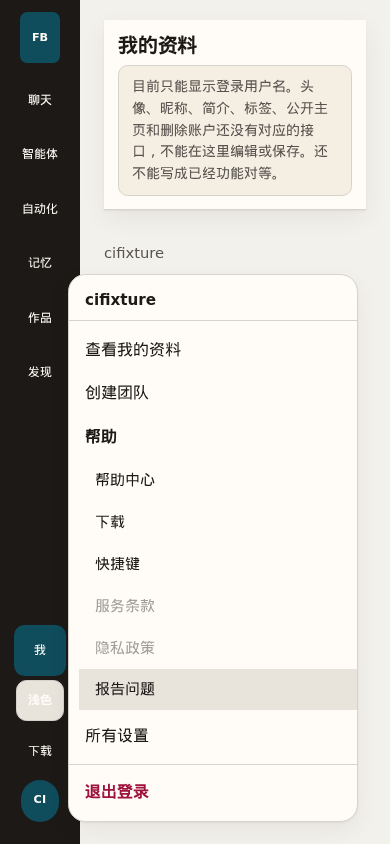 FB
聊天
智能体
自动化
记忆
作品
发现
我
浅色
下载
CI
我的资料
目前只能显示登录用户名。头
像、昵称、简介、标签、公开主
页和删除账户还没有对应的接
口，不能在这里编辑或保存。还
不能写成已经功能对等。
cifixture
cifixture
查看我的资料
创建团队
帮助
帮助中心
下载
快捷键
服务条款
隐私政策
报告问题
所有设置
退出登录